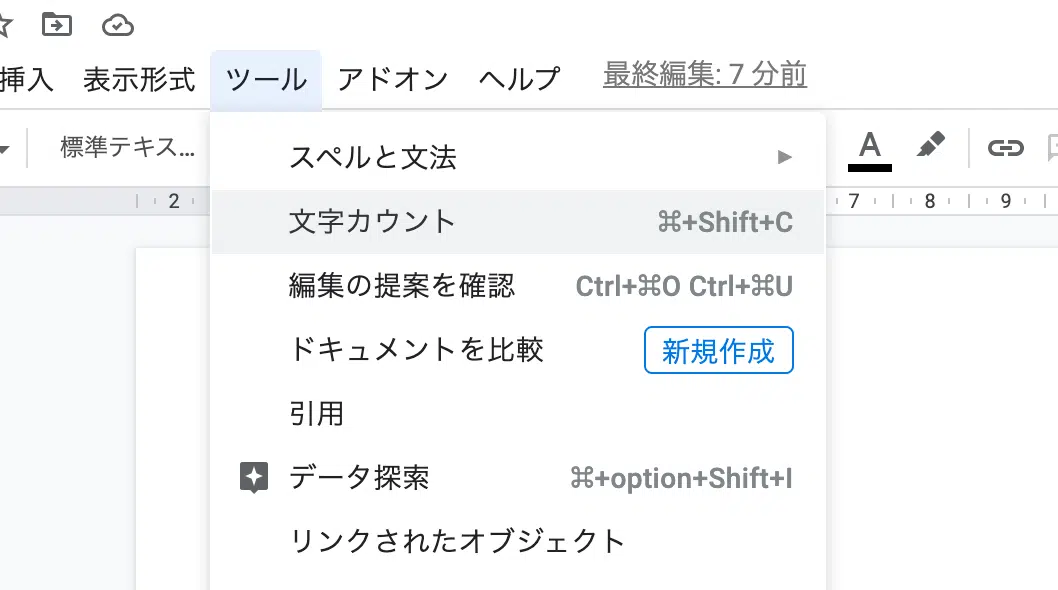 挿入 表示形式 ツール アドオン ヘルプ 最終編集: 7 分前
標準テキス... A
2 7 8 9
スペルと文法 ►
文字カウント ⌘+Shift+C
編集の提案を確認 Ctrl+⌘O Ctrl+⌘U
ドキュメントを比較 新規作成
引用
データ探索 ⌘+option+Shift+I
リンクされたオブジェクト